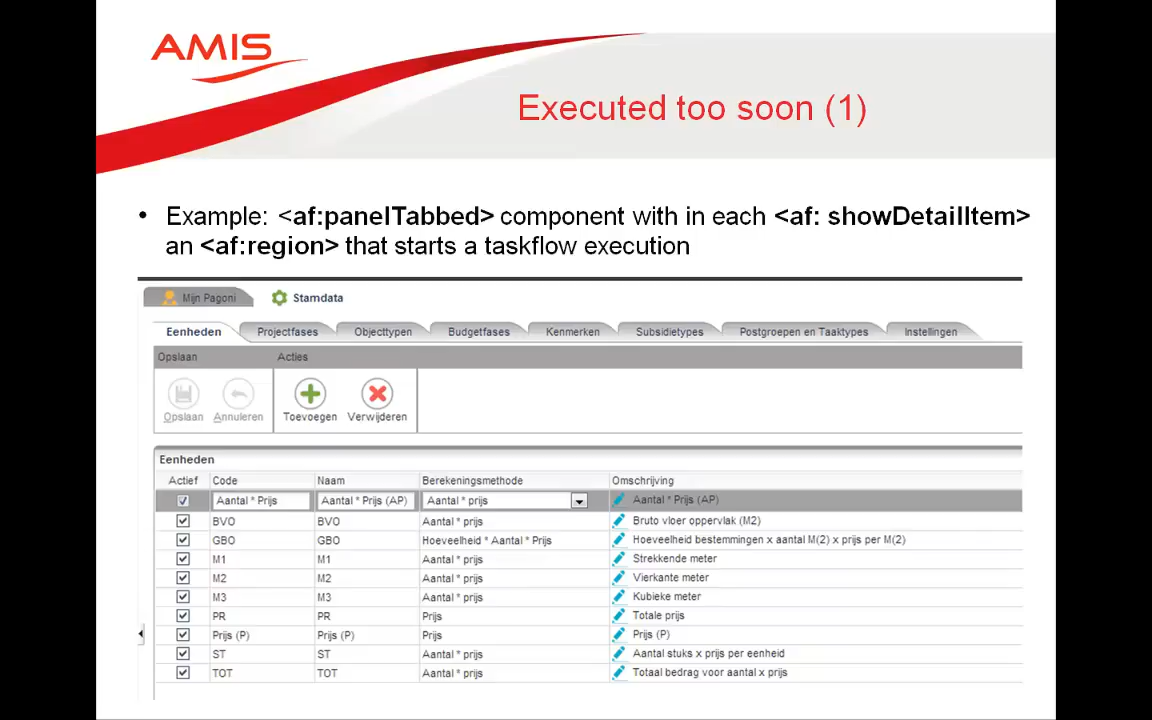 AMIS
Executed too soon (1)
• Example: <af:panelTabbed> component with in each <af: showDetailItem>
an <af:region> that starts a taskflow execution
Mijn Pagoni Stamdata
Eenheden Projectfases Objecttypen Budgetfases Kenmerken Subsidietypes Postgroepen en Taaktypes Instellingen
Opslaan Acties
Opslaan Annuleren Toevoegen Verwijderen
Eenheden
Actief Code Naam Berekeningsmethode Omschrijving
Aantal * Prijs Aantal * Prijs (AP) Aantal * prijs Aantal * Prijs (AP)
BVO BVO Aantal * prijs Bruto vloer oppervlak (M2)
GBO GBO Hoeveelheid * Aantal * Prijs Hoeveelheid bestemmingen x aantal M(2) x prijs per M(2)
M1 M1 Aantal * prijs Strekkende meter
M2 M2 Aantal * prijs Vierkante meter
M3 M3 Aantal * prijs Kubieke meter
PR PR Prijs Totale prijs
Prijs (P) Prijs (P) Prijs Prijs (P)
ST ST Aantal * prijs Aantal stuks x prijs per eenheid
TOT TOT Aantal * prijs Totaal bedrag voor aantal x prijs